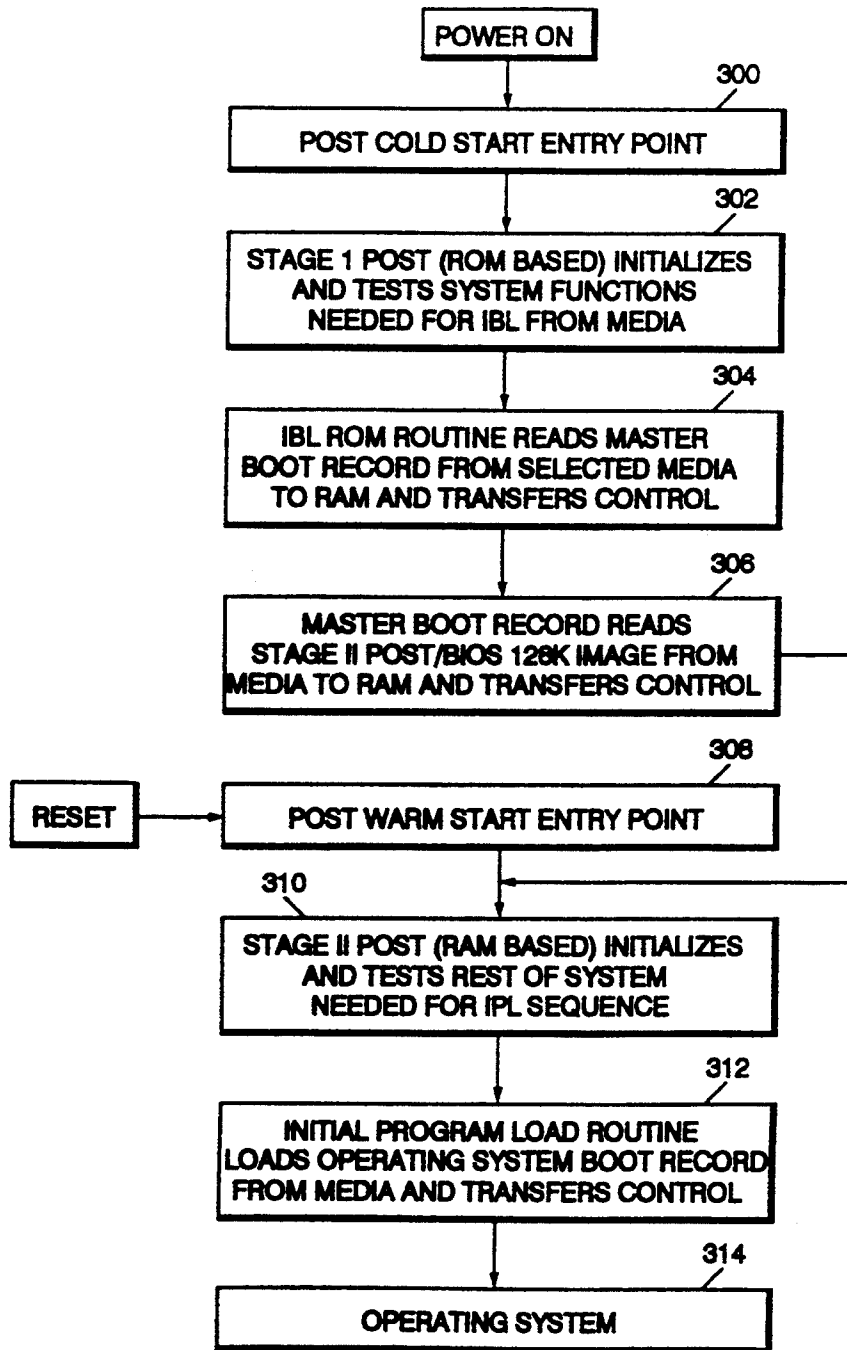 POWER ON
300
POST COLD START ENTRY POINT
302
STAGE 1 POST (ROM BASED) INITIALIZES
AND TESTS SYSTEM FUNCTIONS
NEEDED FOR IBL FROM MEDIA
304
IBL ROM ROUTINE READS MASTER
BOOT RECORD FROM SELECTED MEDIA
TO RAM AND TRANSFERS CONTROL
306
MASTER BOOT RECORD READS
STAGE II POST/BIOS 128K IMAGE FROM
MEDIA TO RAM AND TRANSFERS CONTROL
308
RESET
POST WARM START ENTRY POINT
310
STAGE II POST (RAM BASED) INITIALIZES
AND TESTS REST OF SYSTEM
NEEDED FOR IPL SEQUENCE
312
INITIAL PROGRAM LOAD ROUTINE
LOADS OPERATING SYSTEM BOOT RECORD
FROM MEDIA AND TRANSFERS CONTROL
314
OPERATING SYSTEM